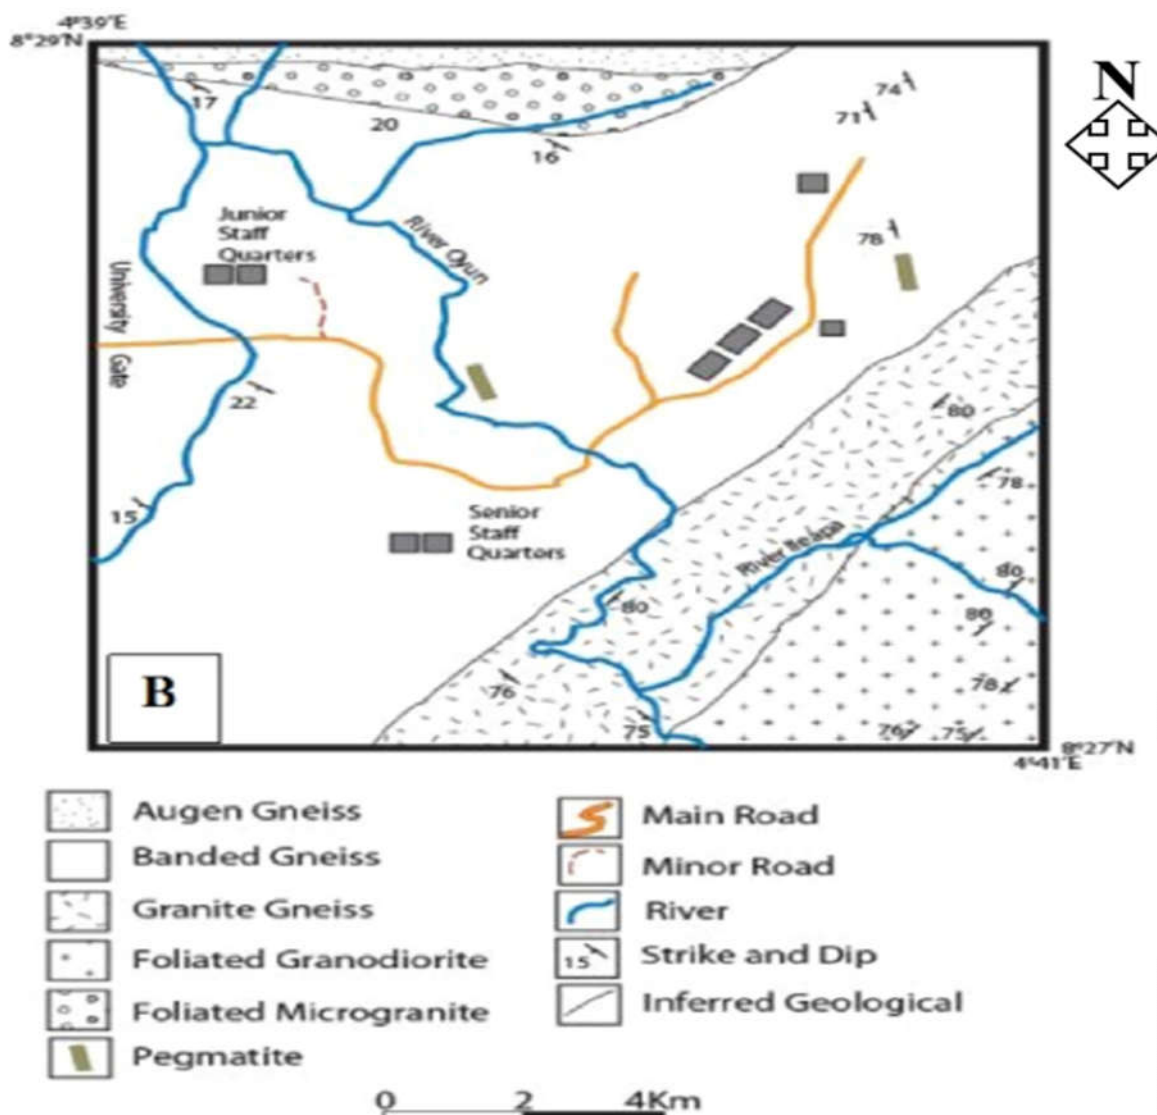 4°39'E
8°29'N
N
17
20
16
74
71
Junior
Staff
Quarters
River Oyun
78
University
Gate
22
80
15
78
Senior
Staff
Quarters
River
80
80
80
76
78
75
76
75
B
8°27'N
4°41'E
Augen Gneiss
Banded Gneiss
Granite Gneiss
Foliated Granodiorite
Foliated Microgranite
Pegmatite
Main Road
Minor Road
River
15
Strike and Dip
Inferred Geological
0 2 4Km